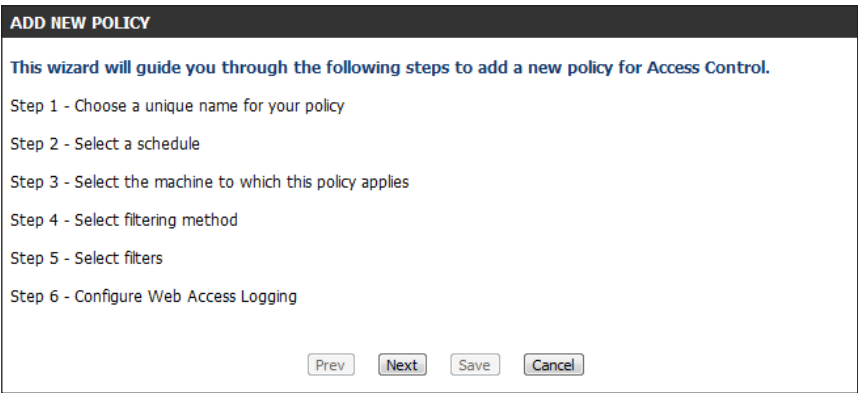 ADD NEW POLICY
This wizard will guide you through the following steps to add a new policy for Access Control.
Step 1 - Choose a unique name for your policy
Step 2 - Select a schedule
Step 3 - Select the machine to which this policy applies
Step 4 - Select filtering method
Step 5 - Select filters
Step 6 - Configure Web Access Logging
Prev Next Save Cancel